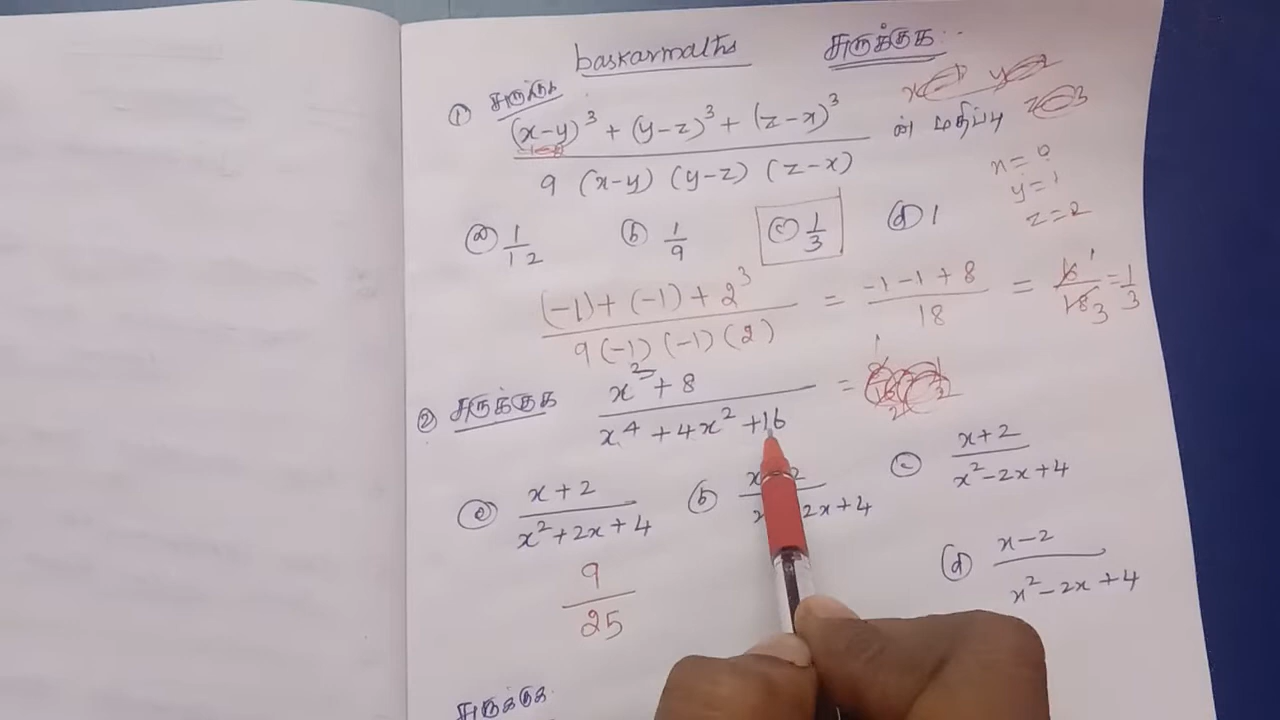 baskarmaths சுருக்குக :-
① சுருக்குக
(x-y)³ + (y-z)³ + (z-x)³ / 9 (x-y) (y-z) (z-x) ன் மதிப்பு
x=0
y=1
z=2
ⓐ 1/12 ⓑ 1/9 ⓒ 1/3 ⓓ 1
(-1)+(-1)+2³ / 9(-1)(-1)(2) = -1-1+8 / 18 = 6/18 = 1/3
② சுருக்குக x³+8 / x⁴+4x²+16 =
ⓐ x+2 / x²+2x+4 ⓑ ⓒ x+2 / x²-2x+4
ⓓ x-2 / x²-2x+4
9/25
சுருக்குக